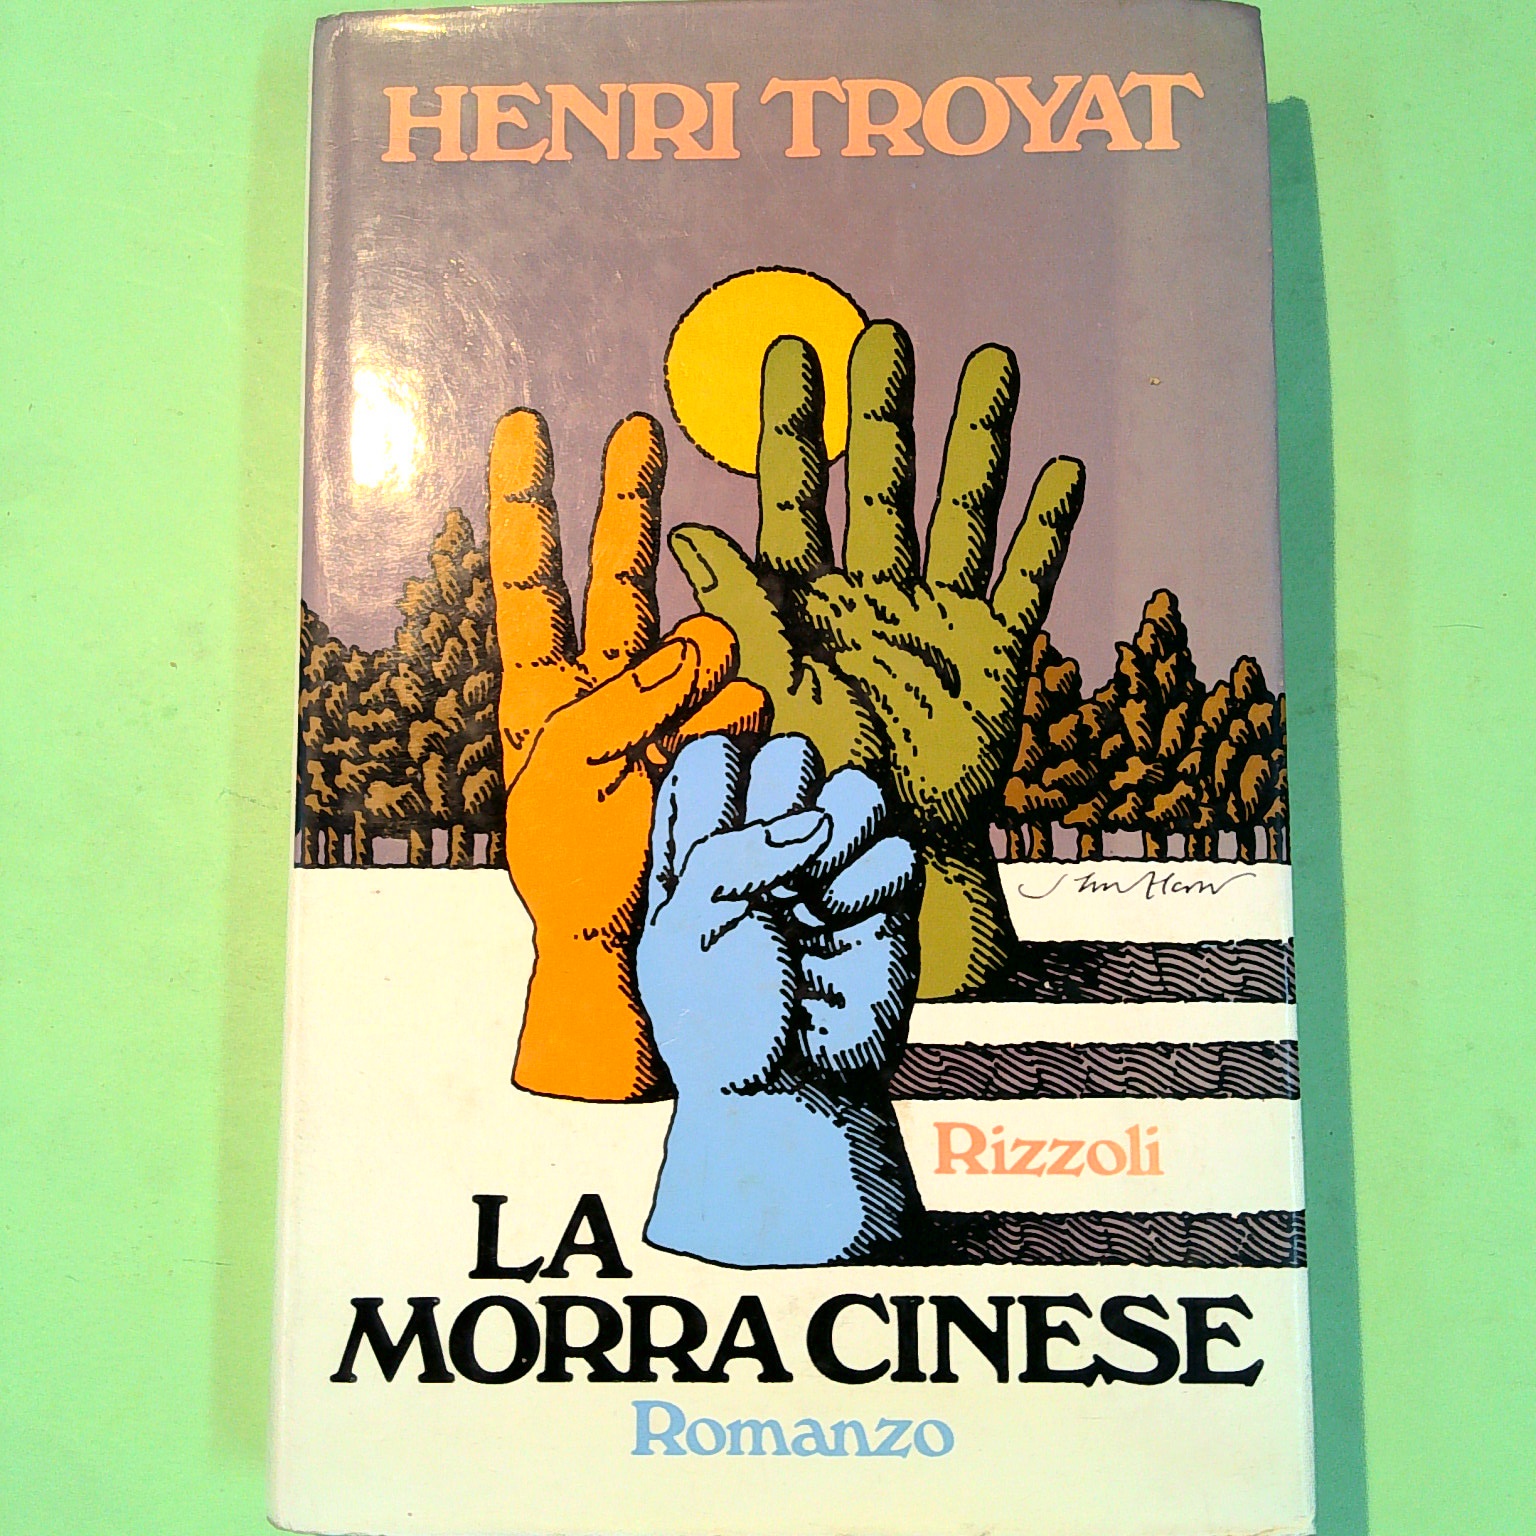 HENRI TROYAT
Rizzoli
LA
MORRA CINESE
Romanzo